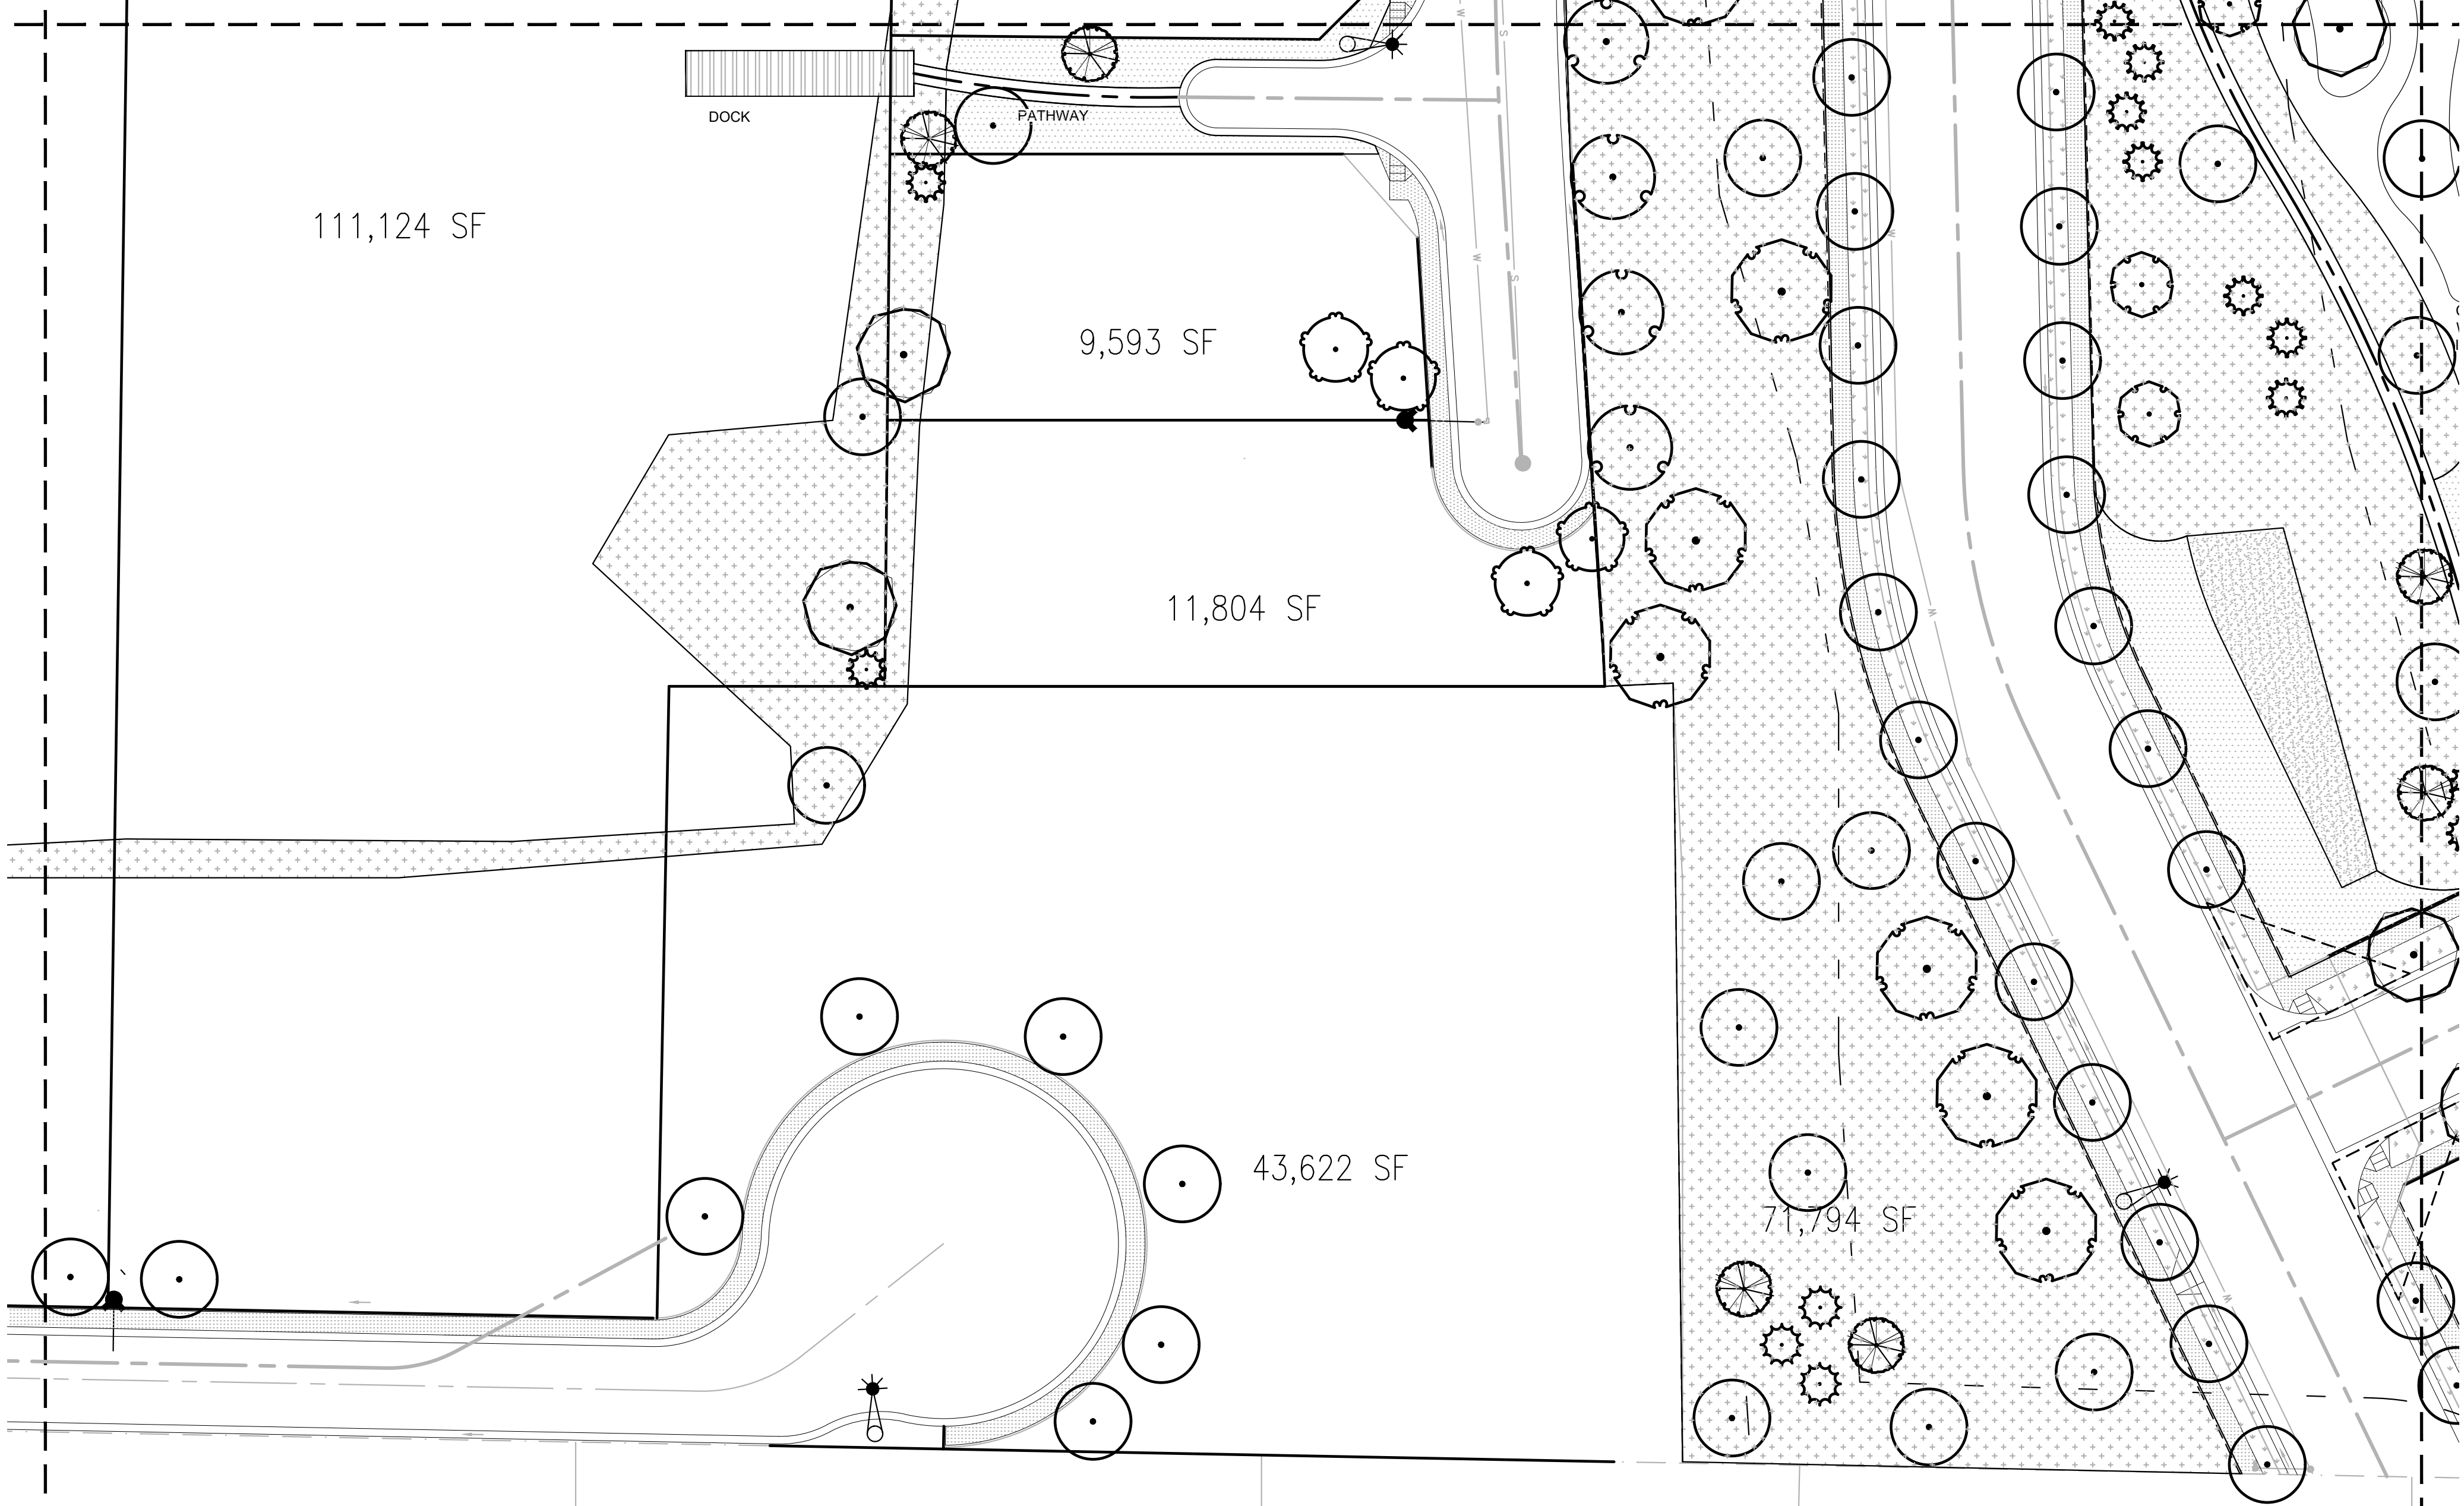 DOCK
PATHWAY
111,124 SF
9,593 SF
11,804 SF
43,622 SF
71,794 SF
W
S
W
S
W
W
W
W